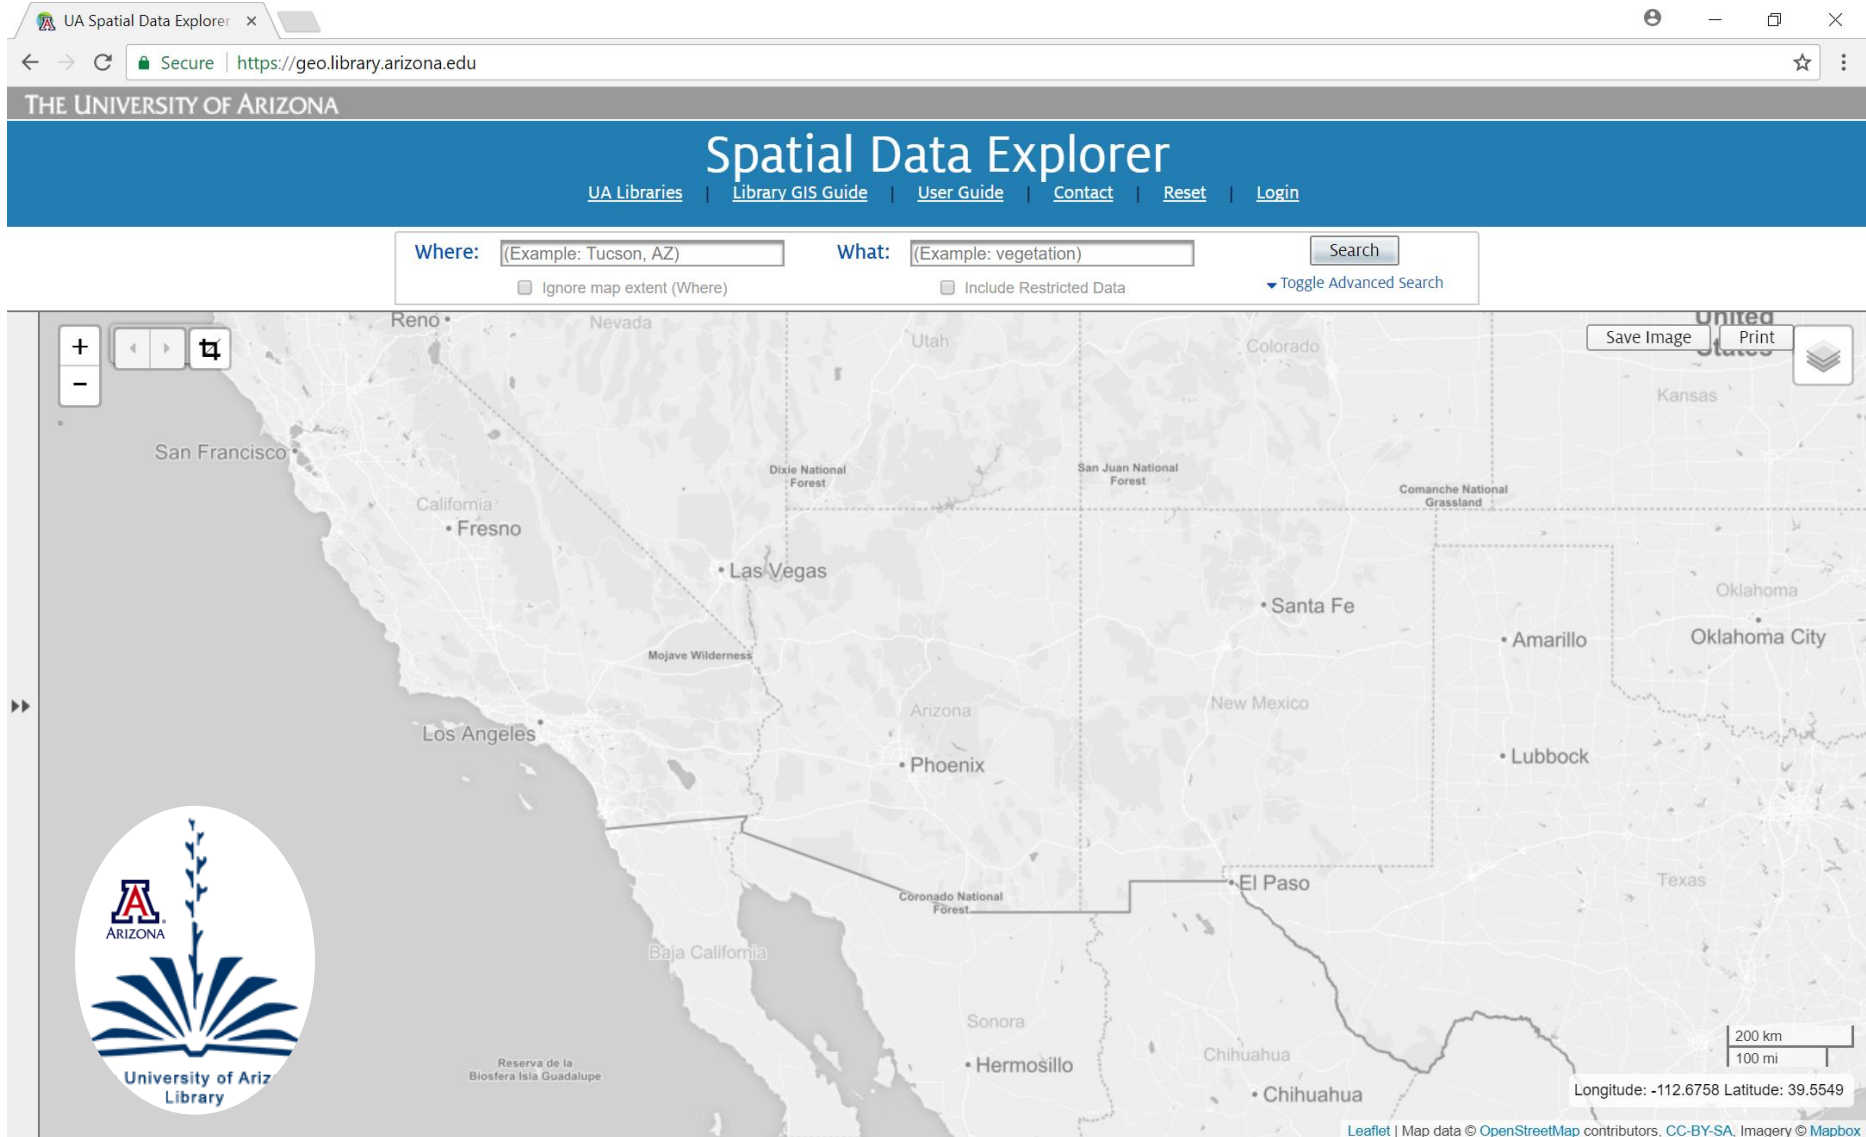 UA Spatial Data Explorer
Secure https://geo.library.arizona.edu
THE UNIVERSITY OF ARIZONA
Spatial Data Explorer
UA Libraries | Library GIS Guide | User Guide | Contact | Reset | Login
Where: (Example: Tucson, AZ) What: (Example: vegetation) Search
Ignore map extent (Where) Include Restricted Data Toggle Advanced Search
+
−
Save Image Print
United
States
Reno
Nevada
Utah
Colorado
Kansas
San Francisco
Dixie National
Forest
San Juan National
Forest
Comanche National
Grassland
California
Fresno
Las Vegas
Oklahoma
Santa Fe
Amarillo
Oklahoma City
Mojave Wilderness
Arizona
New Mexico
Los Angeles
Phoenix
Lubbock
El Paso
Texas
Coronado National
Forest
Baja California
A
ARIZONA
University of Ariz
Library
Sonora
Reserva de la
Biosfera Isla Guadalupe
Hermosillo
Chihuahua
Chihuahua
200 km
100 mi
Longitude: -112.6758 Latitude: 39.5549
Leaflet | Map data © OpenStreetMap contributors, CC-BY-SA, Imagery © Mapbox